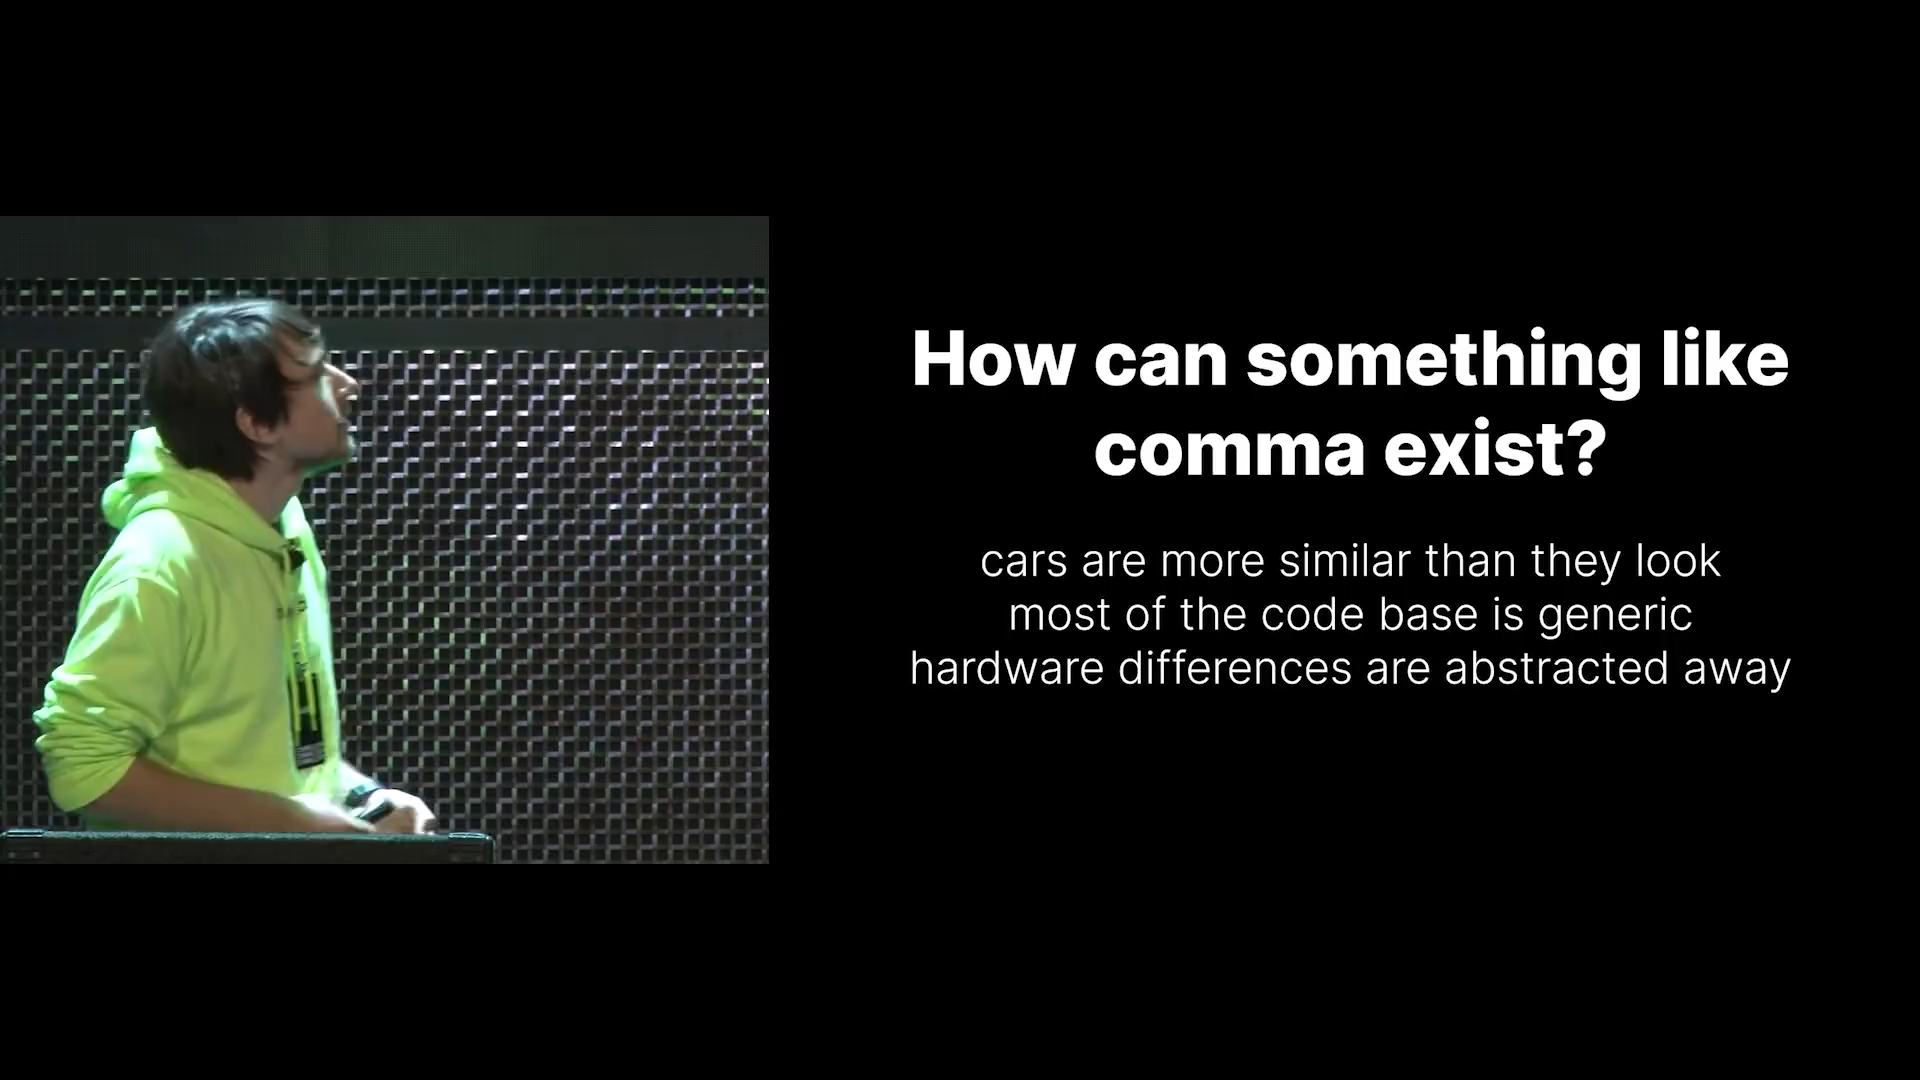 How can something like
comma exist?
cars are more similar than they look
most of the code base is generic
hardware differences are abstracted away